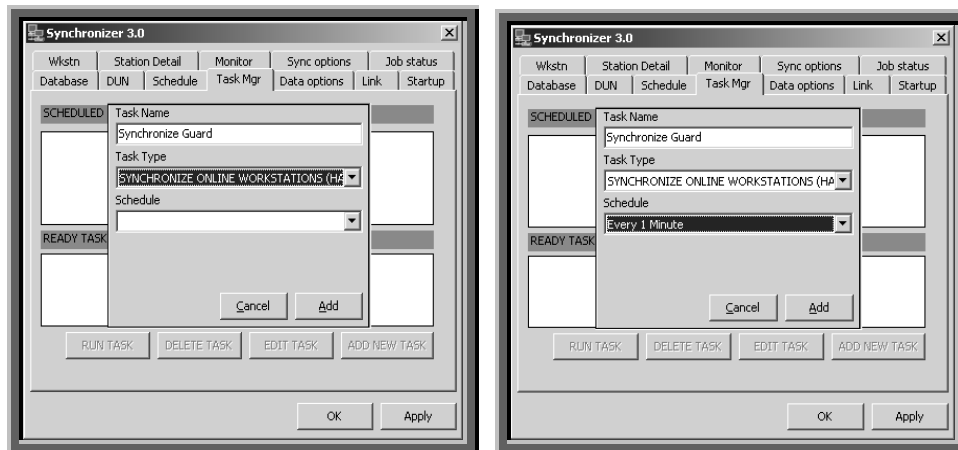 Synchronizer 3.0
Wkstn Station Detail Monitor Sync options Job status
Database DUN Schedule Task Mgr Data options Link Startup
SCHEDULED
Task Name
Synchronize Guard
Task Type
SYNCHRONIZE ONLINE WORKSTATIONS (HA
Schedule
READY TASK
Cancel Add
RUN TASK DELETE TASK EDIT TASK ADD NEW TASK
OK Apply
Synchronizer 3.0
Wkstn Station Detail Monitor Sync options Job status
Database DUN Schedule Task Mgr Data options Link Startup
SCHEDULED
Task Name
Synchronize Guard
Task Type
SYNCHRONIZE ONLINE WORKSTATIONS (HA
Schedule
Every 1 Minute
READY TASK
Cancel Add
RUN TASK DELETE TASK EDIT TASK ADD NEW TASK
OK Apply